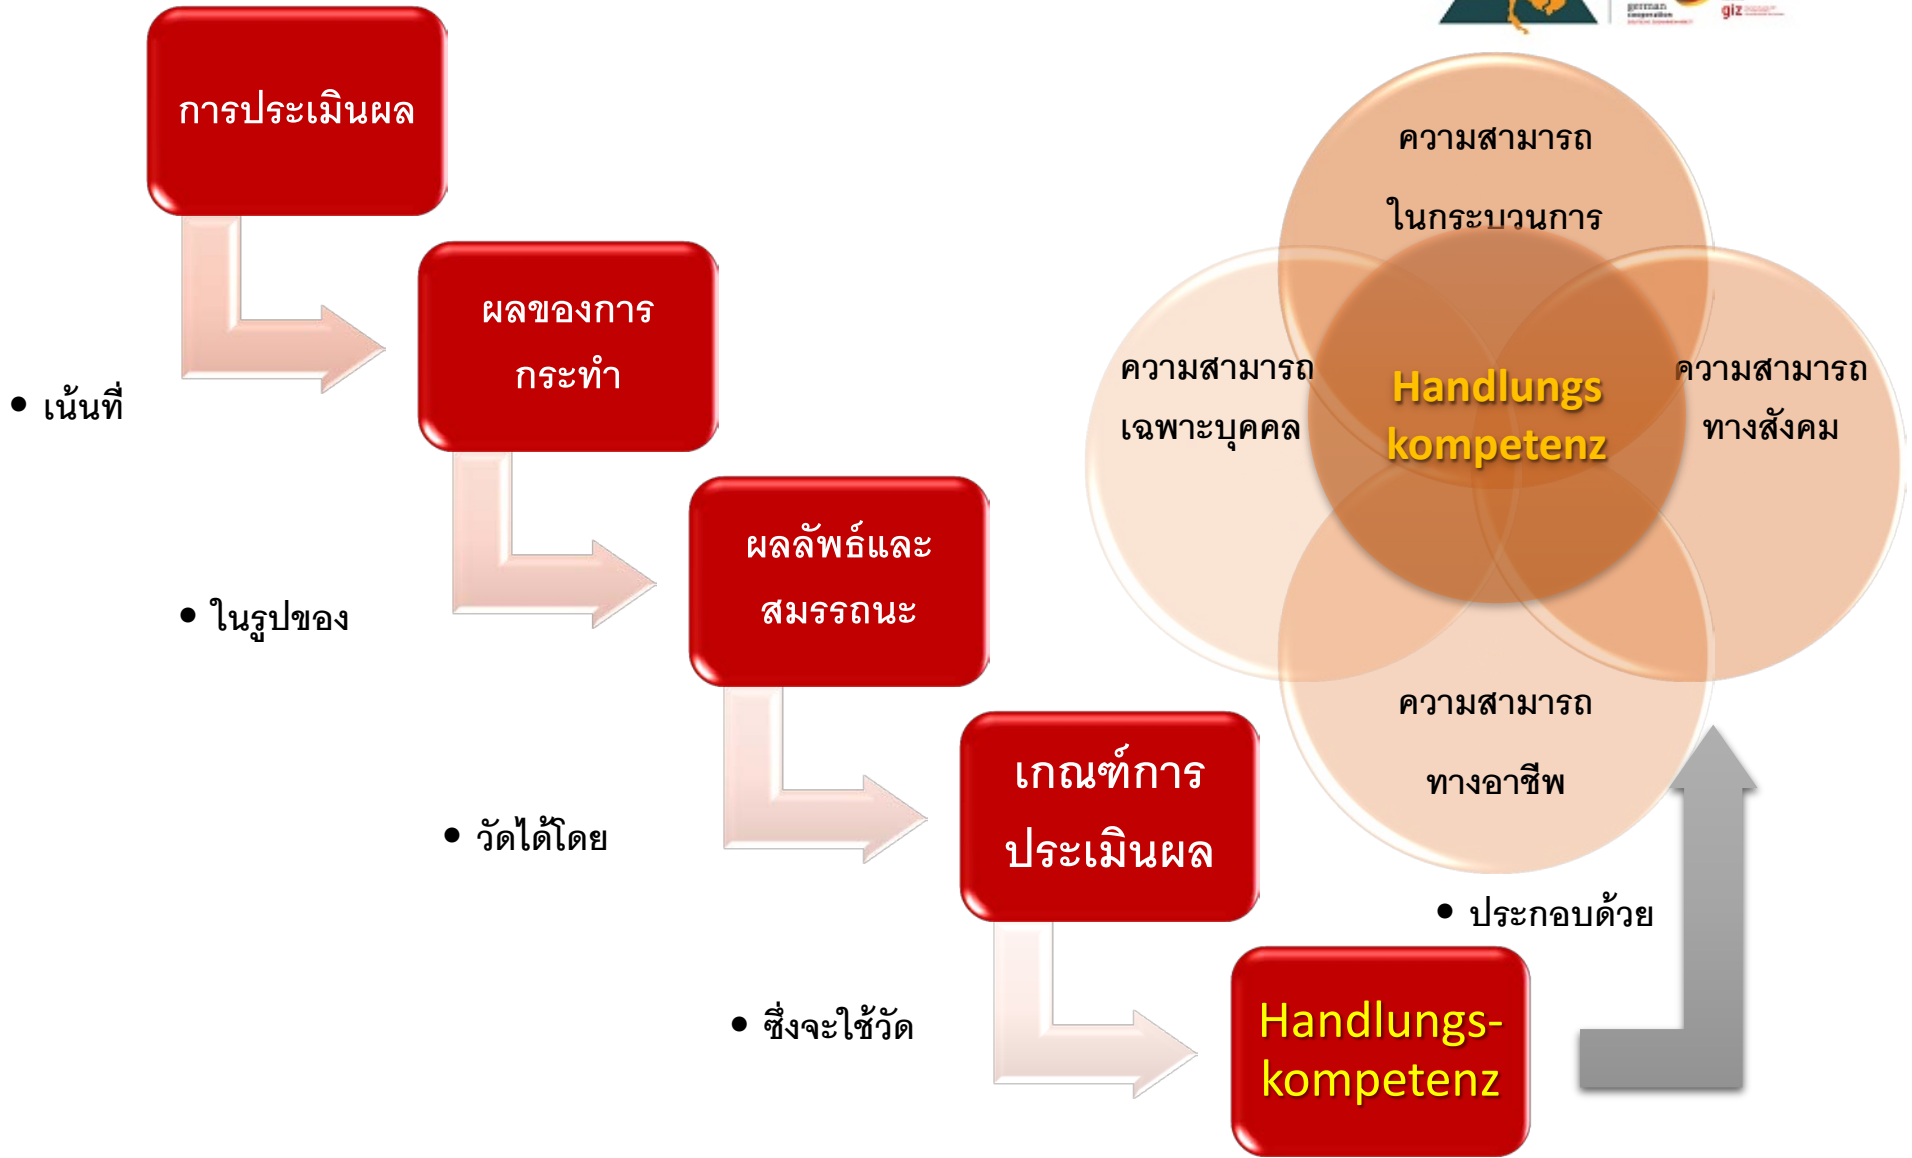 german
cooperation
giz
การประเมินผล
• เน้นที่
ผลของการ
กระทำ
• ในรูปของ
ผลลัพธ์และ
สมรรถนะ
• วัดได้โดย
เกณฑ์การ
ประเมินผล
• ซึ่งจะใช้วัด
Handlungs-
kompetenz
• ประกอบด้วย
ความสามารถ
ในกระบวนการ
ความสามารถ
เฉพาะบุคคล
Handlungs
kompetenz
ความสามารถ
ทางสังคม
ความสามารถ
ทางอาชีพ